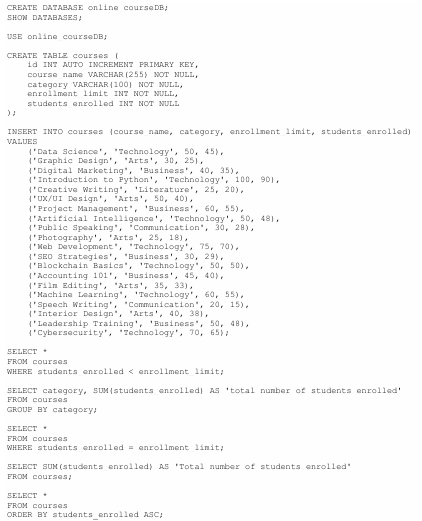 CREATE DATABASE online courseDB;
SHOW DATABASES;
USE online courseDB;
CREATE TABLE courses (
id INT AUTO INCREMENT PRIMARY KEY,
course name VARCHAR(255) NOT NULL,
category VARCHAR(100) NOT NULL,
enrollment limit INT NOT NULL,
students enrolled INT NOT NULL
);
INSERT INTO courses (course name, category, enrollment limit, students enrolled)
VALUES
('Data Science', 'Technology', 50, 45),
('Graphic Design', 'Arts', 30, 25),
('Digital Marketing', 'Business', 40, 35),
('Introduction to Python', 'Technology', 100, 90),
('Creative Writing', 'Literature', 25, 20),
('UX/UI Design', 'Arts', 50, 40),
('Project Management', 'Business', 60, 55),
('Artificial Intelligence', 'Technology', 50, 48),
('Public Speaking', 'Communication', 30, 28),
('Photography', 'Arts', 25, 18),
('Web Development', 'Technology', 75, 70),
('SEO Strategies', 'Business', 30, 29),
('Blockchain Basics', 'Technology', 50, 50),
('Accounting 101', 'Business', 45, 40),
('Film Editing', 'Arts', 35, 33),
('Machine Learning', 'Technology', 60, 55),
('Speech Writing', 'Communication', 20, 15),
('Interior Design', 'Arts', 40, 38),
('Leadership Training', 'Business', 50, 48),
('Cybersecurity', 'Technology', 70, 65);
SELECT *
FROM courses
WHERE students enrolled < enrollment limit;
SELECT category, SUM(students enrolled) AS 'total number of students enrolled'
FROM courses
GROUP BY category;
SELECT *
FROM courses
WHERE students enrolled = enrollment limit;
SELECT SUM(students enrolled) AS 'Total number of students enrolled'
FROM courses;
SELECT *
FROM courses
ORDER BY students_enrolled ASC;